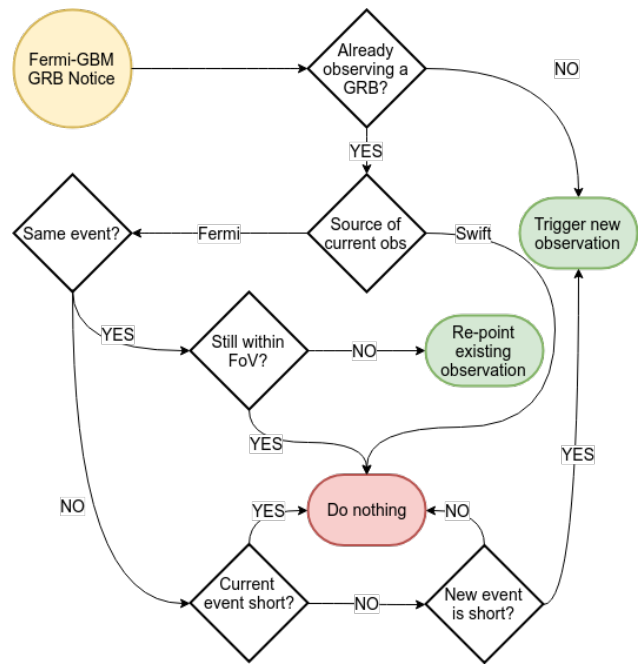 Fermi-GBM
GRB Notice
Already
observing a
GRB?
NO
YES
Same event?
Fermi
Source of
current obs
Swift
Trigger new
observation
YES
Still within
FoV?
NO
Re-point
existing
observation
YES
YES
NO
YES
Do nothing
NO
Current
event short?
NO
New event
is short?